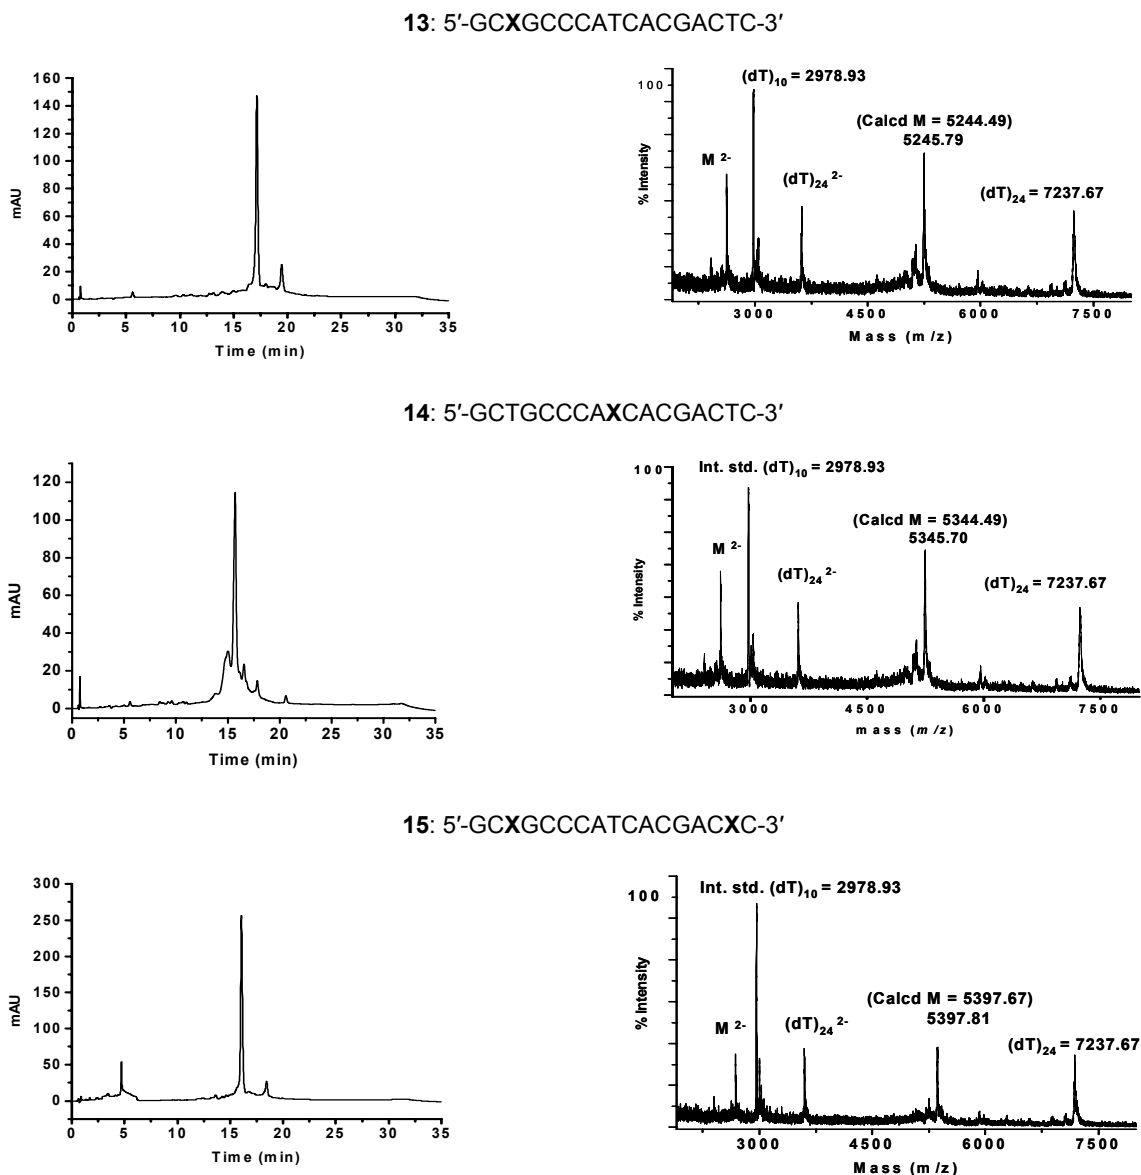 13: 5′-GCXGCCCATCACGACTC-3′
160
140
120
100
80
60
40
20
0
mAU
0 5 10 15 20 25 30 35
Time (min)
100
% Intensity
(dT)10 = 2978.93
(Calcd M = 5244.49)
5245.79
M 2-
(dT)24 2-
(dT)24 = 7237.67
3000 4500 6000 7500
Mass (m/z)
14: 5′-GCTGCCCAXCACGACTC-3′
120
100
80
60
40
20
0
mAU
0 5 10 15 20 25 30 35
Time (min)
100
% Intensity
Int. std. (dT)10 = 2978.93
(Calcd M = 5344.49)
5345.70
M 2-
(dT)24 2-
(dT)24 = 7237.67
3000 4500 6000 7500
mass (m/z)
15: 5′-GCXGCCCATCACGACXC-3′
300
250
200
150
100
50
0
mAU
0 5 10 15 20 25 30 35
Time (min)
100
% Intensity
Int. std. (dT)10 = 2978.93
(Calcd M = 5397.67)
5397.81
M 2-
(dT)24 2-
(dT)24 = 7237.67
3000 4500 6000 7500
Mass (m/z)